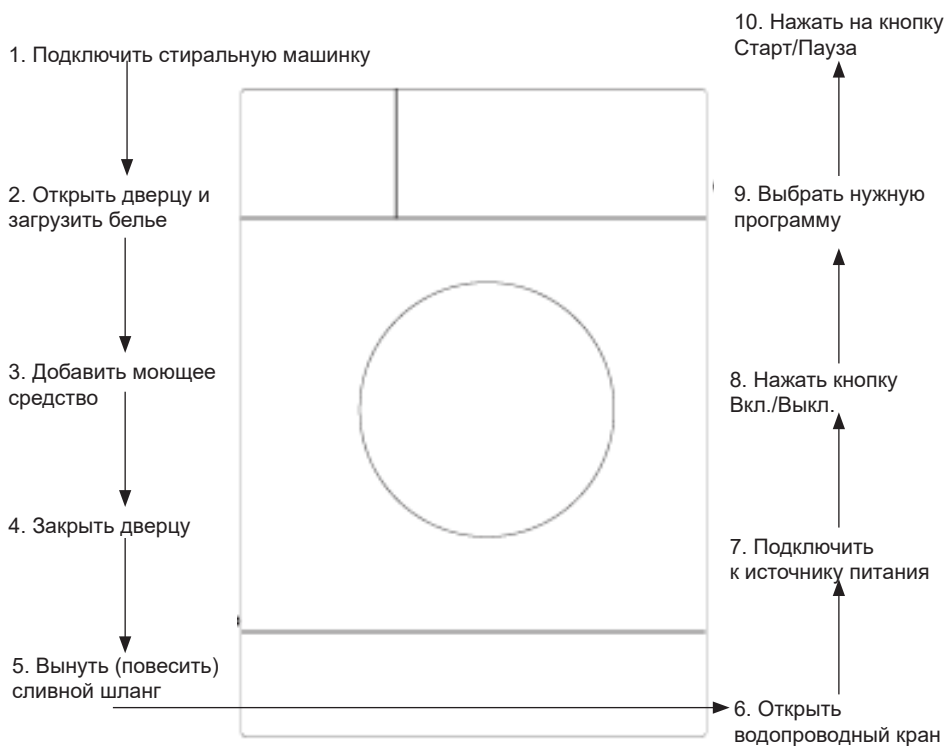 1. Подключить стиральную машинку
2. Открыть дверцу и
загрузить белье
3. Добавить моющее
средство
4. Закрыть дверцу
5. Вынуть (повесить)
сливной шланг
6. Открыть
водопроводный кран
7. Подключить
к источнику питания
8. Нажать кнопку
Вкл./Выкл.
9. Выбрать нужную
программу
10. Нажать на кнопку
Старт/Пауза